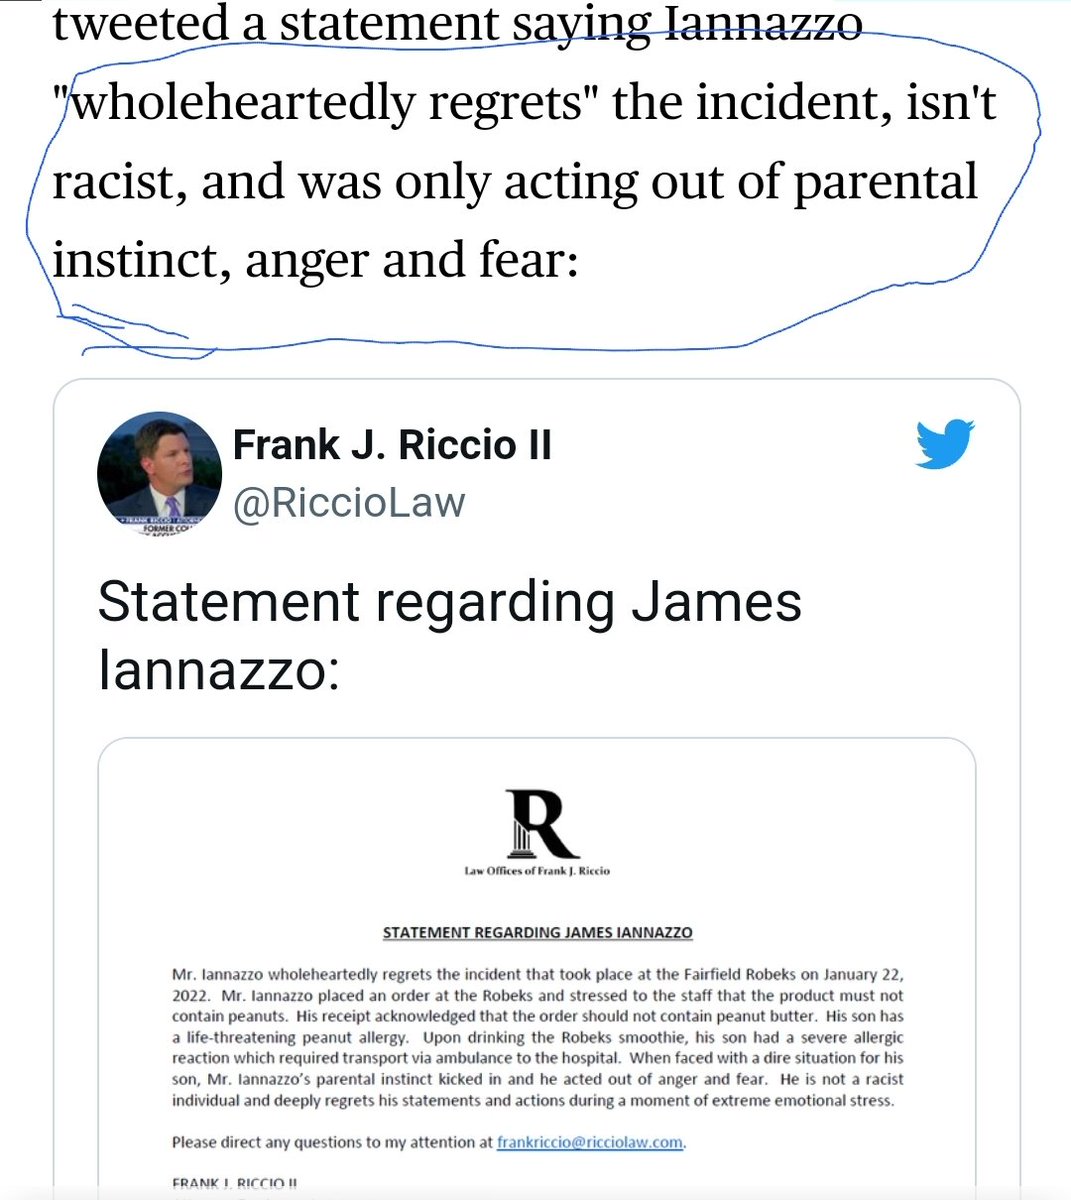 tweeted a statement saying Iannazzo
"wholeheartedly regrets" the incident, isn't
racist, and was only acting out of parental
instinct, anger and fear:
Frank J. Riccio II
@RiccioLaw
FRANK RICCIO
FORMER
Statement regarding James
Iannazzo:
R
Law Offices of Frank J. Riccio
STATEMENT REGARDING JAMES IANNAZZO
Mr. Iannazzo wholeheartedly regrets the incident that took place at the Fairfield Robeks on January 22,
2022. Mr. Iannazzo placed an order at the Robeks and stressed to the staff that the product must not
contain peanuts. His receipt acknowledged that the order should not contain peanut butter. His son has
a life-threatening peanut allergy. Upon drinking the Robeks smoothie, his son had a severe allergic
reaction which required transport via ambulance to the hospital. When faced with a dire situation for his
son, Mr. Iannazzo's parental instinct kicked in and he acted out of anger and fear. He is not a racist
individual and deeply regrets his statements and actions during a moment of extreme emotional stress.
Please direct any questions to my attention at frankriccio@ricciolaw.com.
FRANK J. RICCIO II